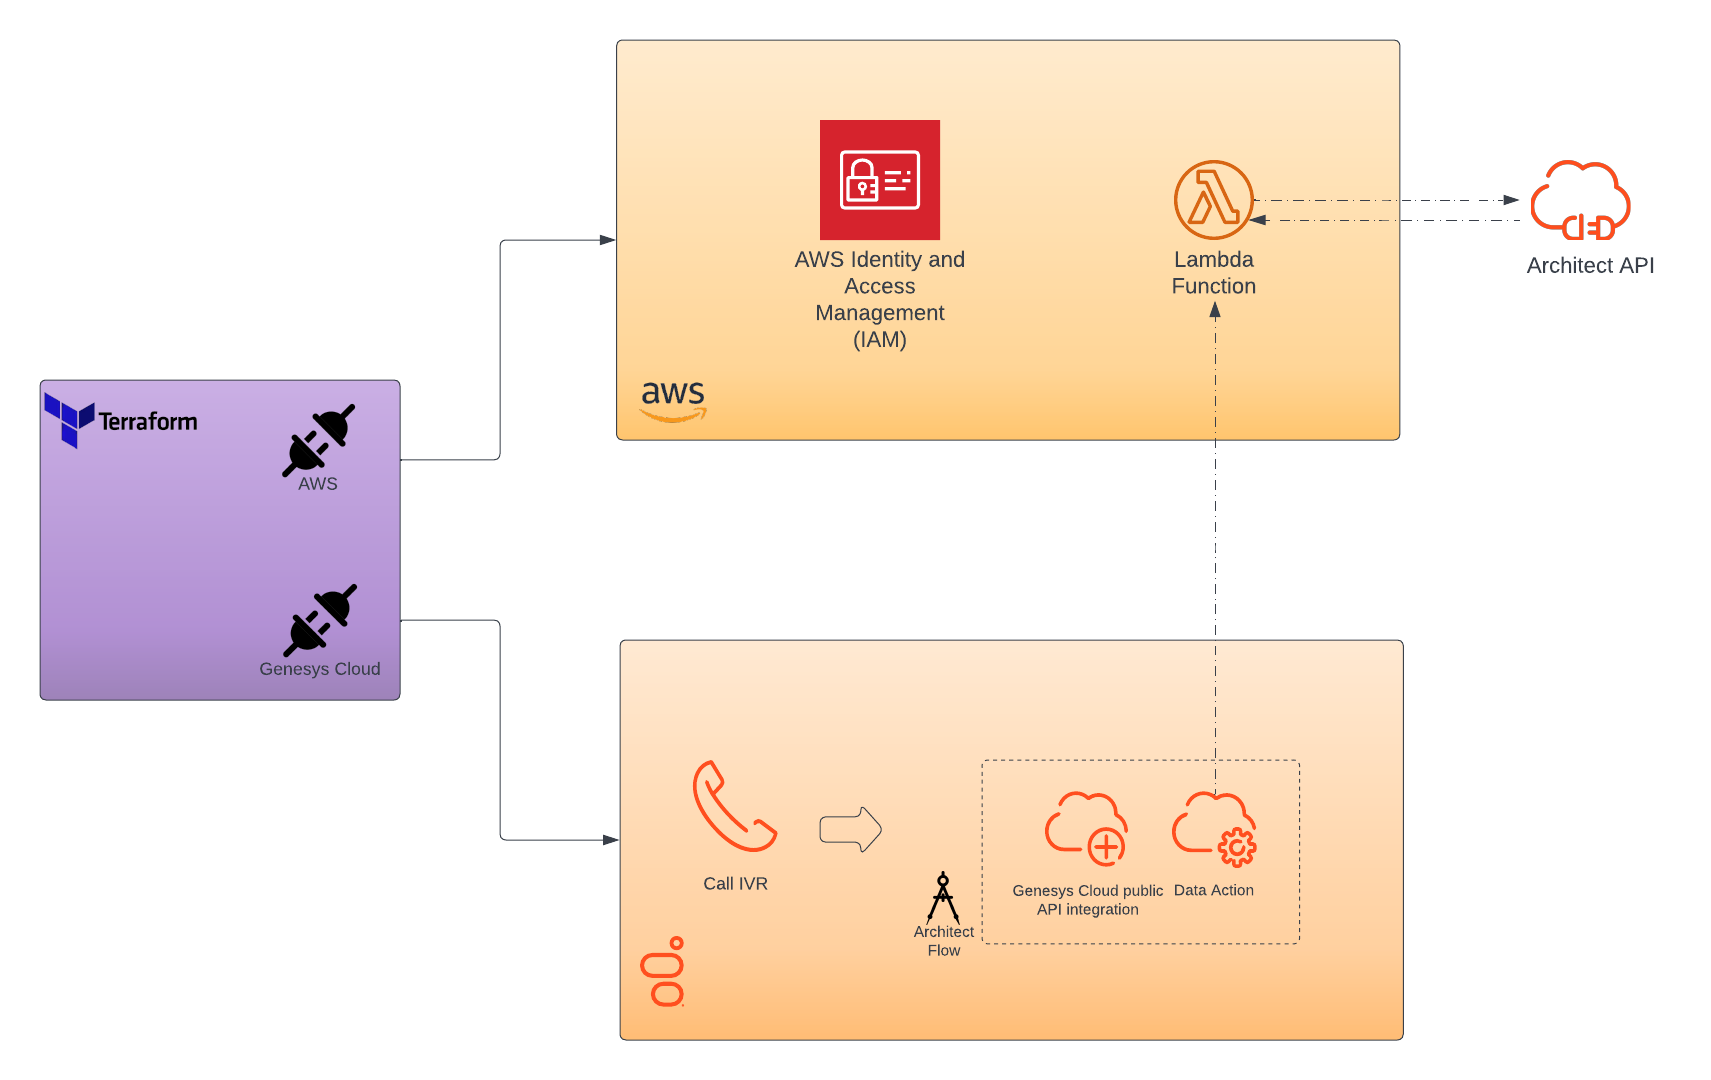 AWS Identity and
Access
Management
(IAM)
Lambda
Function
Architect API
aws
Terraform
AWS
Genesys Cloud
Call IVR
Architect
Flow
Genesys Cloud public
API integration
Data Action